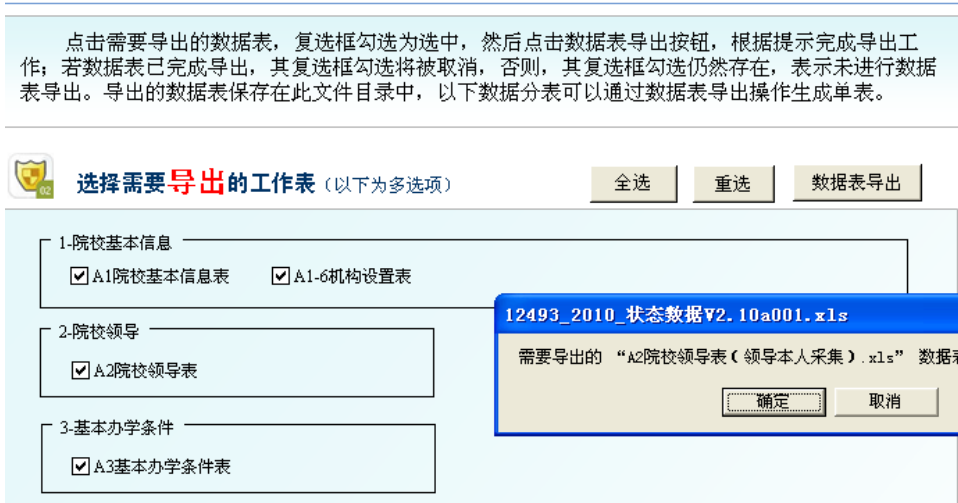 点击需要导出的数据表，复选框勾选为选中，然后点击数据表导出按钮，根据提示完成导出工
作；若数据表已完成导出，其复选框勾选将被取消，否则，其复选框勾选仍然存在，表示未进行数据
表导出。导出的数据表保存在此文件目录中，以下数据分表可以通过数据表导出操作生成单表。
02
选择需要导出的工作表（以下为多选项）
全选 重选 数据表导出
1-院校基本信息
A1院校基本信息表 A1-6机构设置表
12493_2010_状态数据V2.10a001.xls
2-院校领导
需要导出的 “A2院校领导表（领导本人采集）.xls” 数据
A2院校领导表
确定 取消
3-基本办学条件
A3基本办学条件表